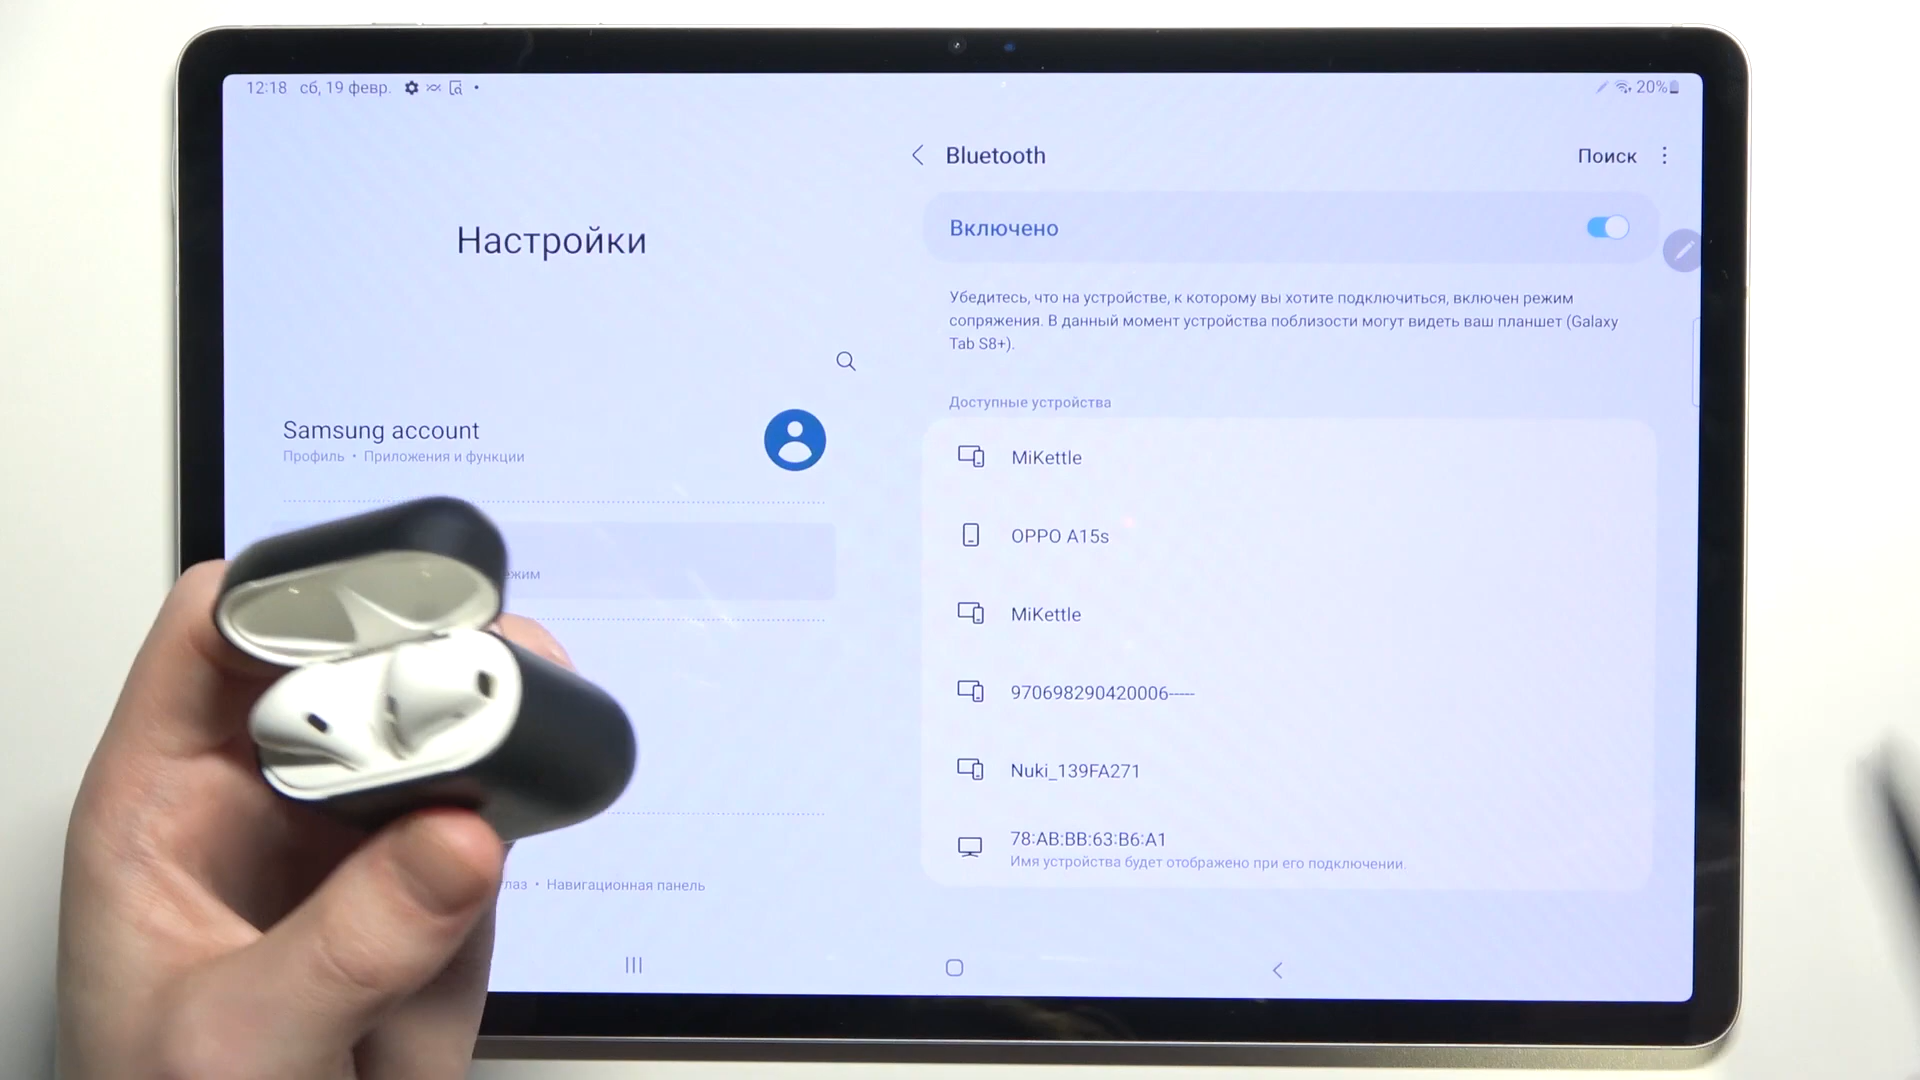 12:18 сб, 19 февр.
20%
Настройки
Samsung account
Профиль • Приложения и функции
Навигационная панель
Bluetooth
Поиск
Включено
Убедитесь, что на устройстве, к которому вы хотите подключиться, включен режим
сопряжения. В данный момент устройства поблизости могут видеть ваш планшет (Galaxy
Tab S8+).
Доступные устройства
MiKettle
OPPO A15s
MiKettle
970698290420006-----
Nuki_139FA271
78:AB:BB:63:B6:A1
Имя устройства будет отображено при его подключении.